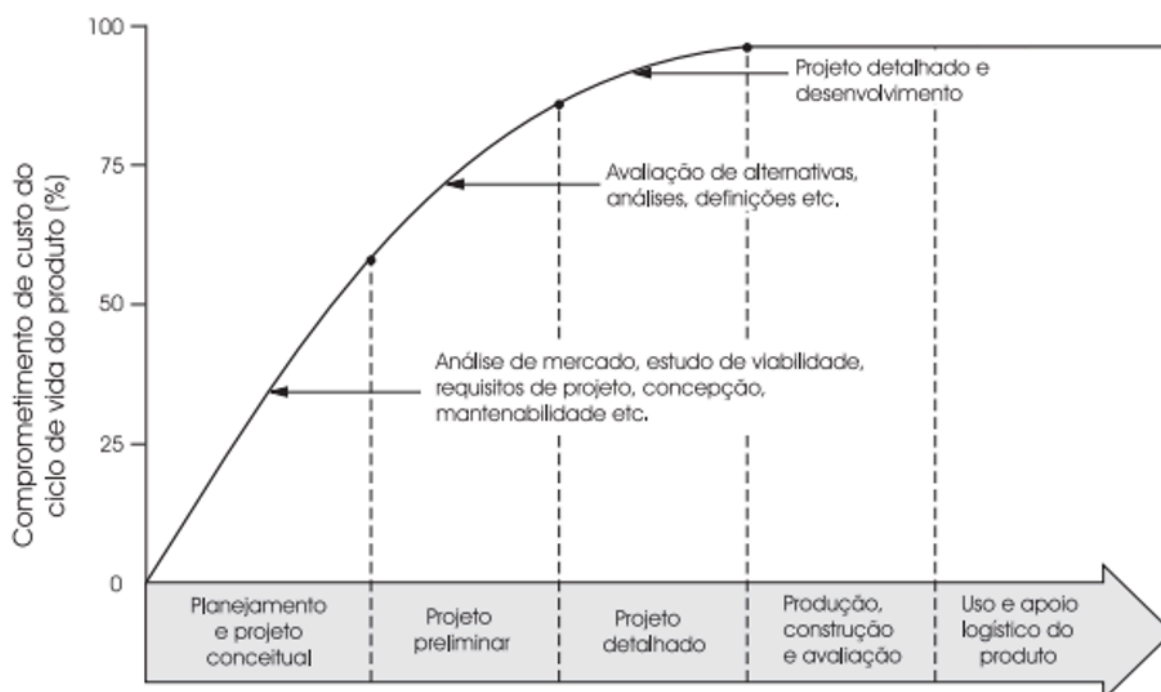 Comprometimento de custo do
ciclo de vida do produto (%)
100
75
50
25
0
Projeto detalhado e
desenvolvimento
Avaliação de alternativas,
análises, definições etc.
Análise de mercado, estudo de viabilidade,
requisitos de projeto, concepção,
mantenabilidade etc.
Planejamento
e projeto
conceitual
Projeto
preliminar
Projeto
detalhado
Produção,
construção
e avaliação
Uso e apoio
logístico do
produto